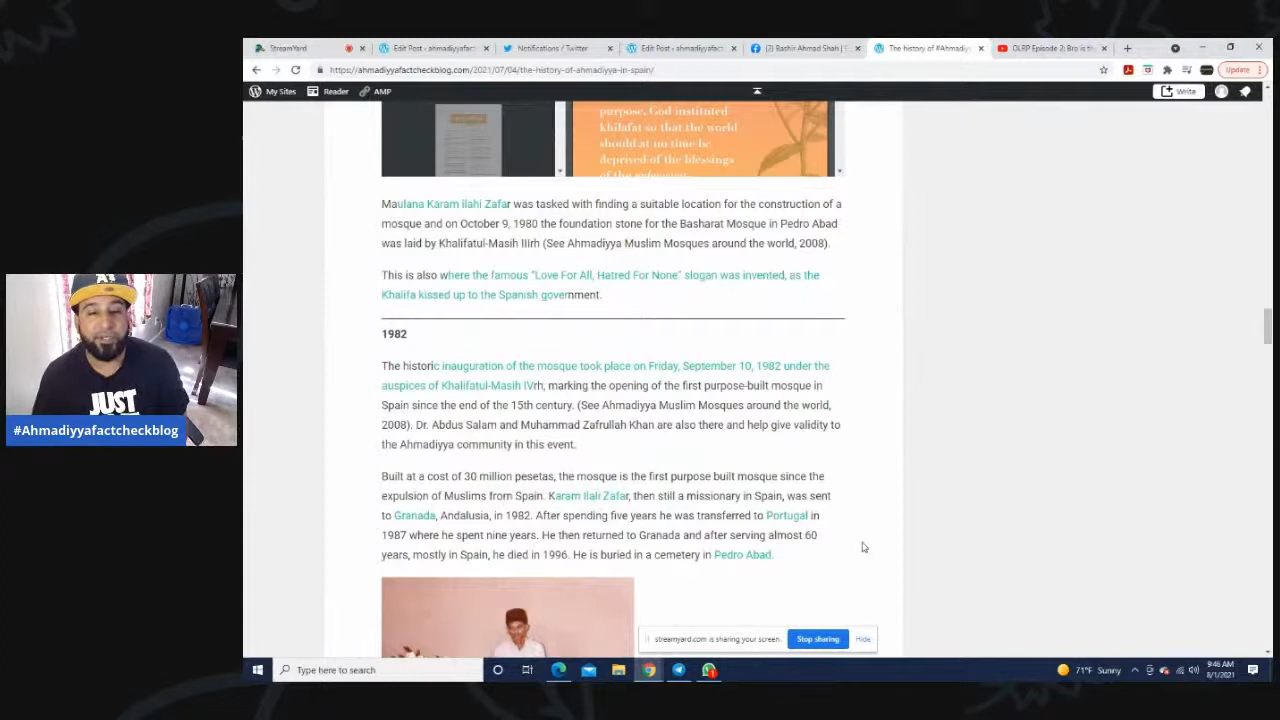 StreamYard
Edit Post ‹ ahmadiyyafact
Notifications / Twitter
Edit Post ‹ ahmadiyyafact
(2) Bashir Ahmad Shah | S
The history of #Ahmadiy
OLRP Episode 2: Bro is th
https://ahmadiyyafactcheckblog.com/2021/07/04/the-history-of-ahmadiyya-in-spain/
Update
My Sites
Reader
AMP
Write
purpose, God instituted
khilafat so that the world
should at no time be
deprived of the blessings
Maulana Karam ilahi Zafar was tasked with finding a suitable location for the construction of a
mosque and on October 9, 1980 the foundation stone for the Basharat Mosque in Pedro Abad
was laid by Khalifatul-Masih IIIrh (See Ahmadiyya Muslim Mosques around the world, 2008).
This is also where the famous “Love For All, Hatred For None” slogan was invented, as the
Khalifa kissed up to the Spanish government.
1982
The historic inauguration of the mosque took place on Friday, September 10, 1982 under the
auspices of Khalifatul-Masih IVrh, marking the opening of the first purpose-built mosque in
Spain since the end of the 15th century. (See Ahmadiyya Muslim Mosques around the world,
2008). Dr. Abdus Salam and Muhammad Zafrullah Khan are also there and help give validity to
the Ahmadiyya community in this event.
Built at a cost of 30 million pesetas, the mosque is the first purpose built mosque since the
expulsion of Muslims from Spain. Karam Ilali Zafar, then still a missionary in Spain, was sent
to Granada, Andalusia, in 1982. After spending five years he was transferred to Portugal in
1987 where he spent nine years. He then returned to Granada and after serving almost 60
years, mostly in Spain, he died in 1996. He is buried in a cemetery in Pedro Abad.
streamyard.com is sharing your screen.
Stop sharing
Hide
JUST
#Ahmadiyyafactcheckblog
Type here to search
71°F Sunny
9:46 AM
8/1/2021